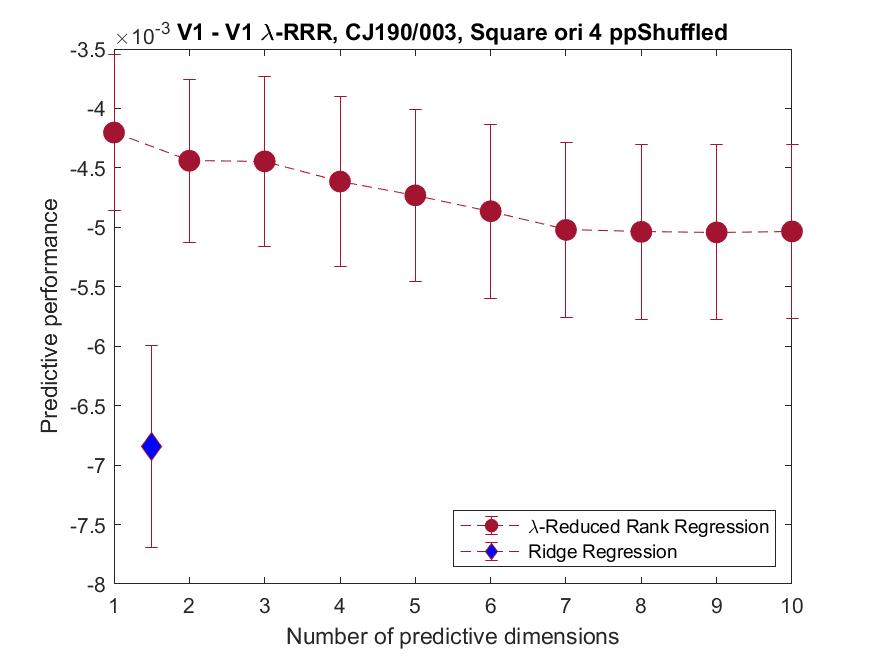 ×10⁻³ V1 - V1 λ-RRR, CJ190/003, Square ori 4 ppShuffled
-3.5
-4
-4.5
-5
-5.5
-6
-6.5
-7
-7.5
-8
Predictive performance
λ-Reduced Rank Regression
Ridge Regression
1 2 3 4 5 6 7 8 9 10
Number of predictive dimensions